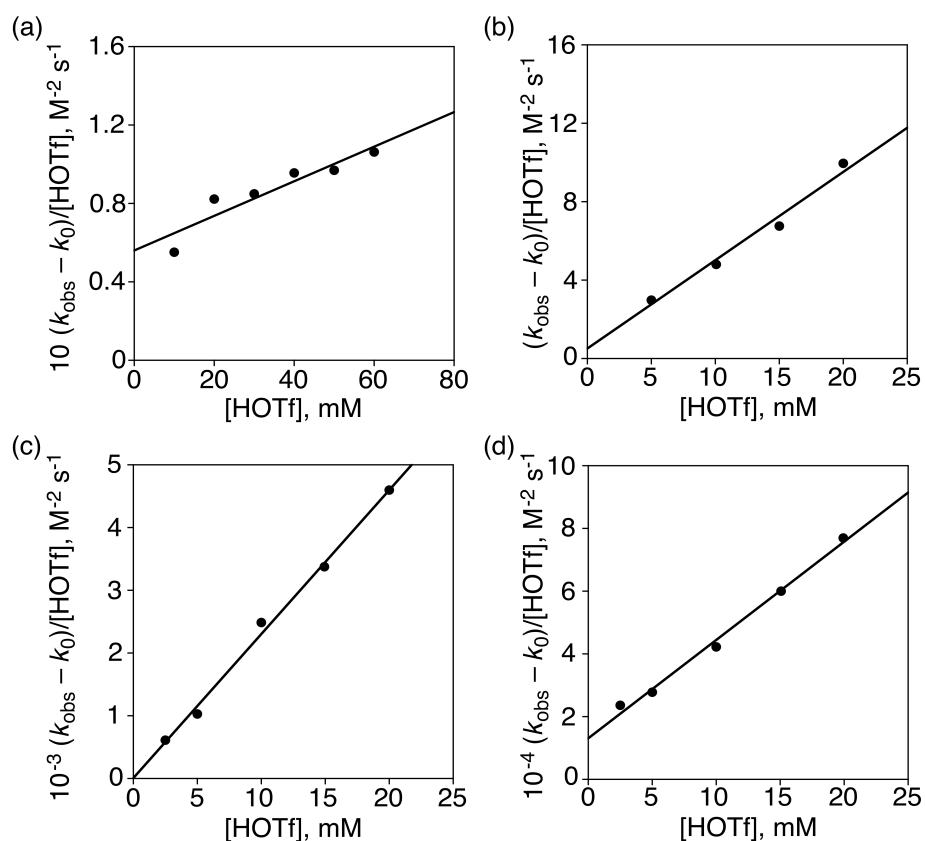 (a)
10 (kobs − k0)/[HOTf], M-2 s-1
1.6
1.2
0.8
0.4
0
0 20 40 60 80
[HOTf], mM
(b)
(kobs − k0)/[HOTf], M-2 s-1
16
12
8
4
0
0 5 10 15 20 25
[HOTf], mM
(c)
10-3 (kobs − k0)/[HOTf], M-2 s-1
5
4
3
2
1
0
0 5 10 15 20 25
[HOTf], mM
(d)
10-4 (kobs − k0)/[HOTf], M-2 s-1
10
8
6
4
2
0
0 5 10 15 20 25
[HOTf], mM